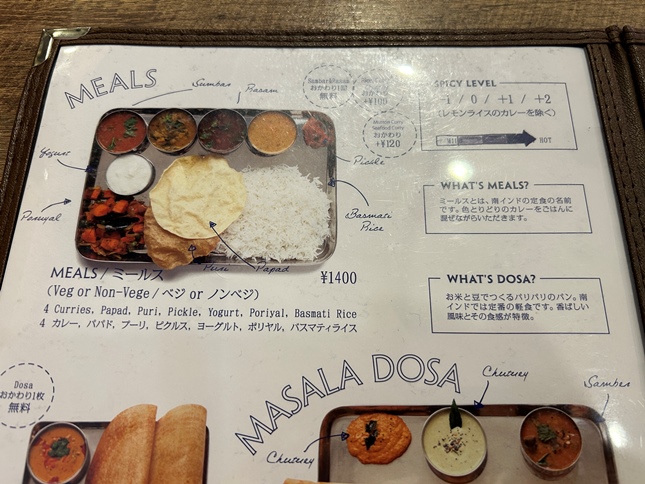 MEALS
Sambar
Rasam
Sambar&Rasam
おかわり1回
無料
おかわり
+¥100
Mutton Curry
Seafood Curry
おかわり
+¥120
Yogurt
Pickle
Poriyal
Basmati
Rice
Puri
Papad
SPICY LEVEL
-1 / 0 / +1 / +2
(レモンライスのカレーを除く)
HOT
WHAT'S MEALS?
ミールスとは、南インドの定食の名前
です。色とりどりのカレーをごはんに
混ぜながらいただきます。
WHAT'S DOSA?
お米と豆でつくるパリパリのパン。南
インドでは定番の軽食です。香ばしい
風味とその食感が特徴。
MEALS / ミールス ¥1400
(Veg or Non-Vege / ベジ or ノンベジ)
4 Curries, Papad, Puri, Pickle, Yogurt, Poriyal, Basmati Rice
4 カレー, パパド, プーリ, ピクルス, ヨーグルト, ポリヤル, バスマティライス
Dosa
おかわり1枚
無料
MASALA DOSA
Chutney
Sambar
Chutney